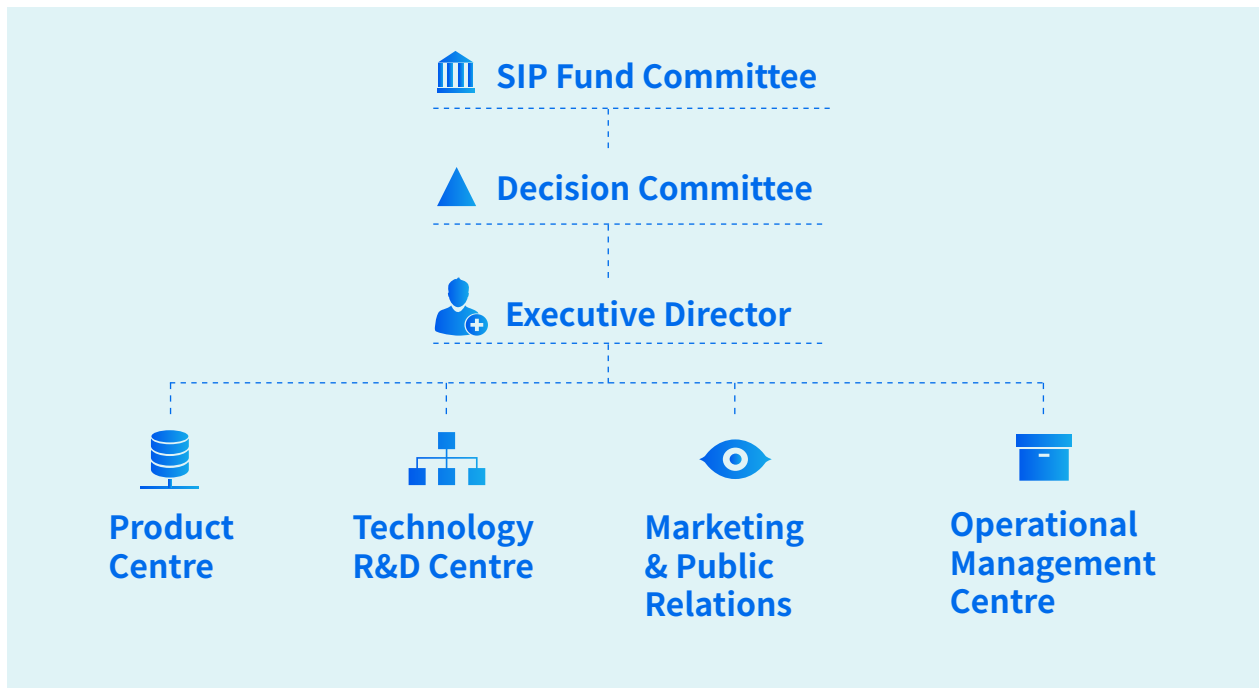 SIP Fund Committee
Decision Committee
Executive Director
Product
Centre
Technology
R&D Centre
Marketing
& Public
Relations
Operational
Management
Centre